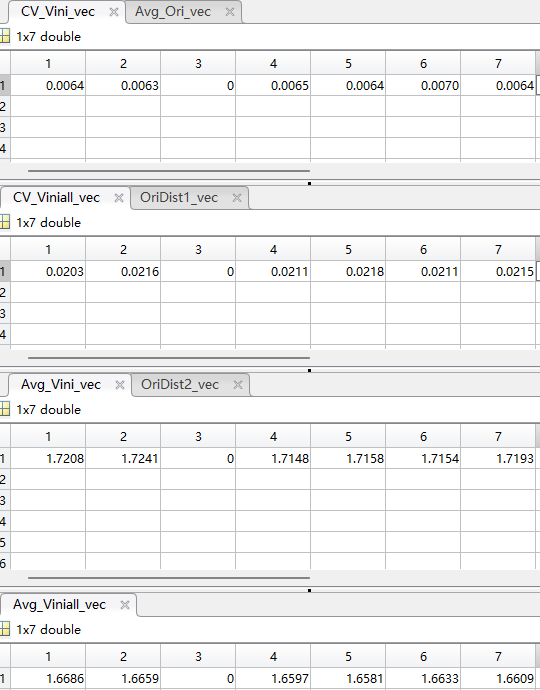 CV_Vini_vec Avg_Ori_vec
1x7 double
1 2 3 4 5 6 7
1 0.0064 0.0063 0 0.0065 0.0064 0.0070 0.0064
2
3
4
CV_Viniall_vec OriDist1_vec
1x7 double
1 2 3 4 5 6 7
1 0.0203 0.0216 0 0.0211 0.0218 0.0211 0.0215
2
3
4
Avg_Vini_vec OriDist2_vec
1x7 double
1 2 3 4 5 6 7
1 1.7208 1.7241 0 1.7148 1.7158 1.7154 1.7193
2
3
4
5
6
Avg_Viniall_vec
1x7 double
1 2 3 4 5 6 7
1 1.6686 1.6659 0 1.6597 1.6581 1.6633 1.6609